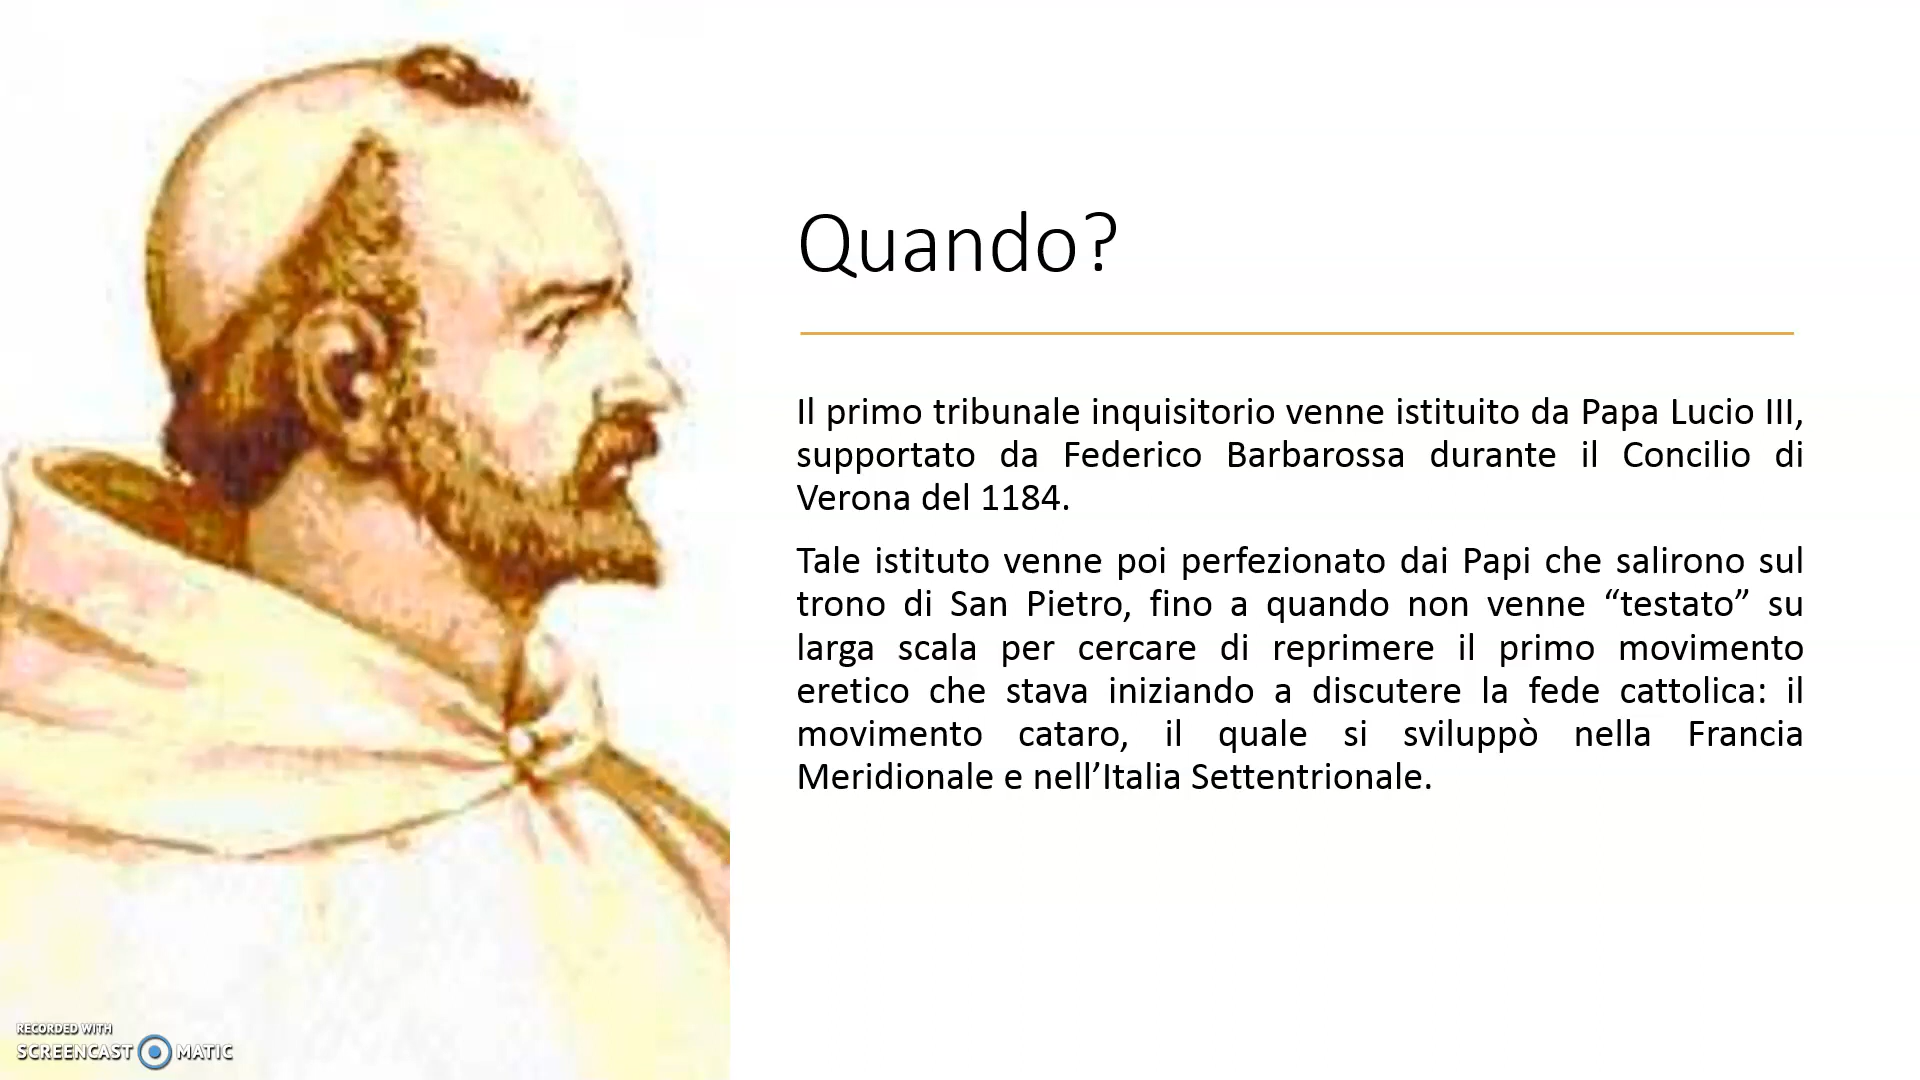 Quando?
Il primo tribunale inquisitorio venne istituito da Papa Lucio III,
supportato da Federico Barbarossa durante il Concilio di
Verona del 1184.
Tale istituto venne poi perfezionato dai Papi che salirono sul
trono di San Pietro, fino a quando non venne “testato” su
larga scala per cercare di reprimere il primo movimento
eretico che stava iniziando a discutere la fede cattolica: il
movimento cataro, il quale si sviluppò nella Francia
Meridionale e nell’Italia Settentrionale.
RECORDED WITH
SCREENCAST MATIC